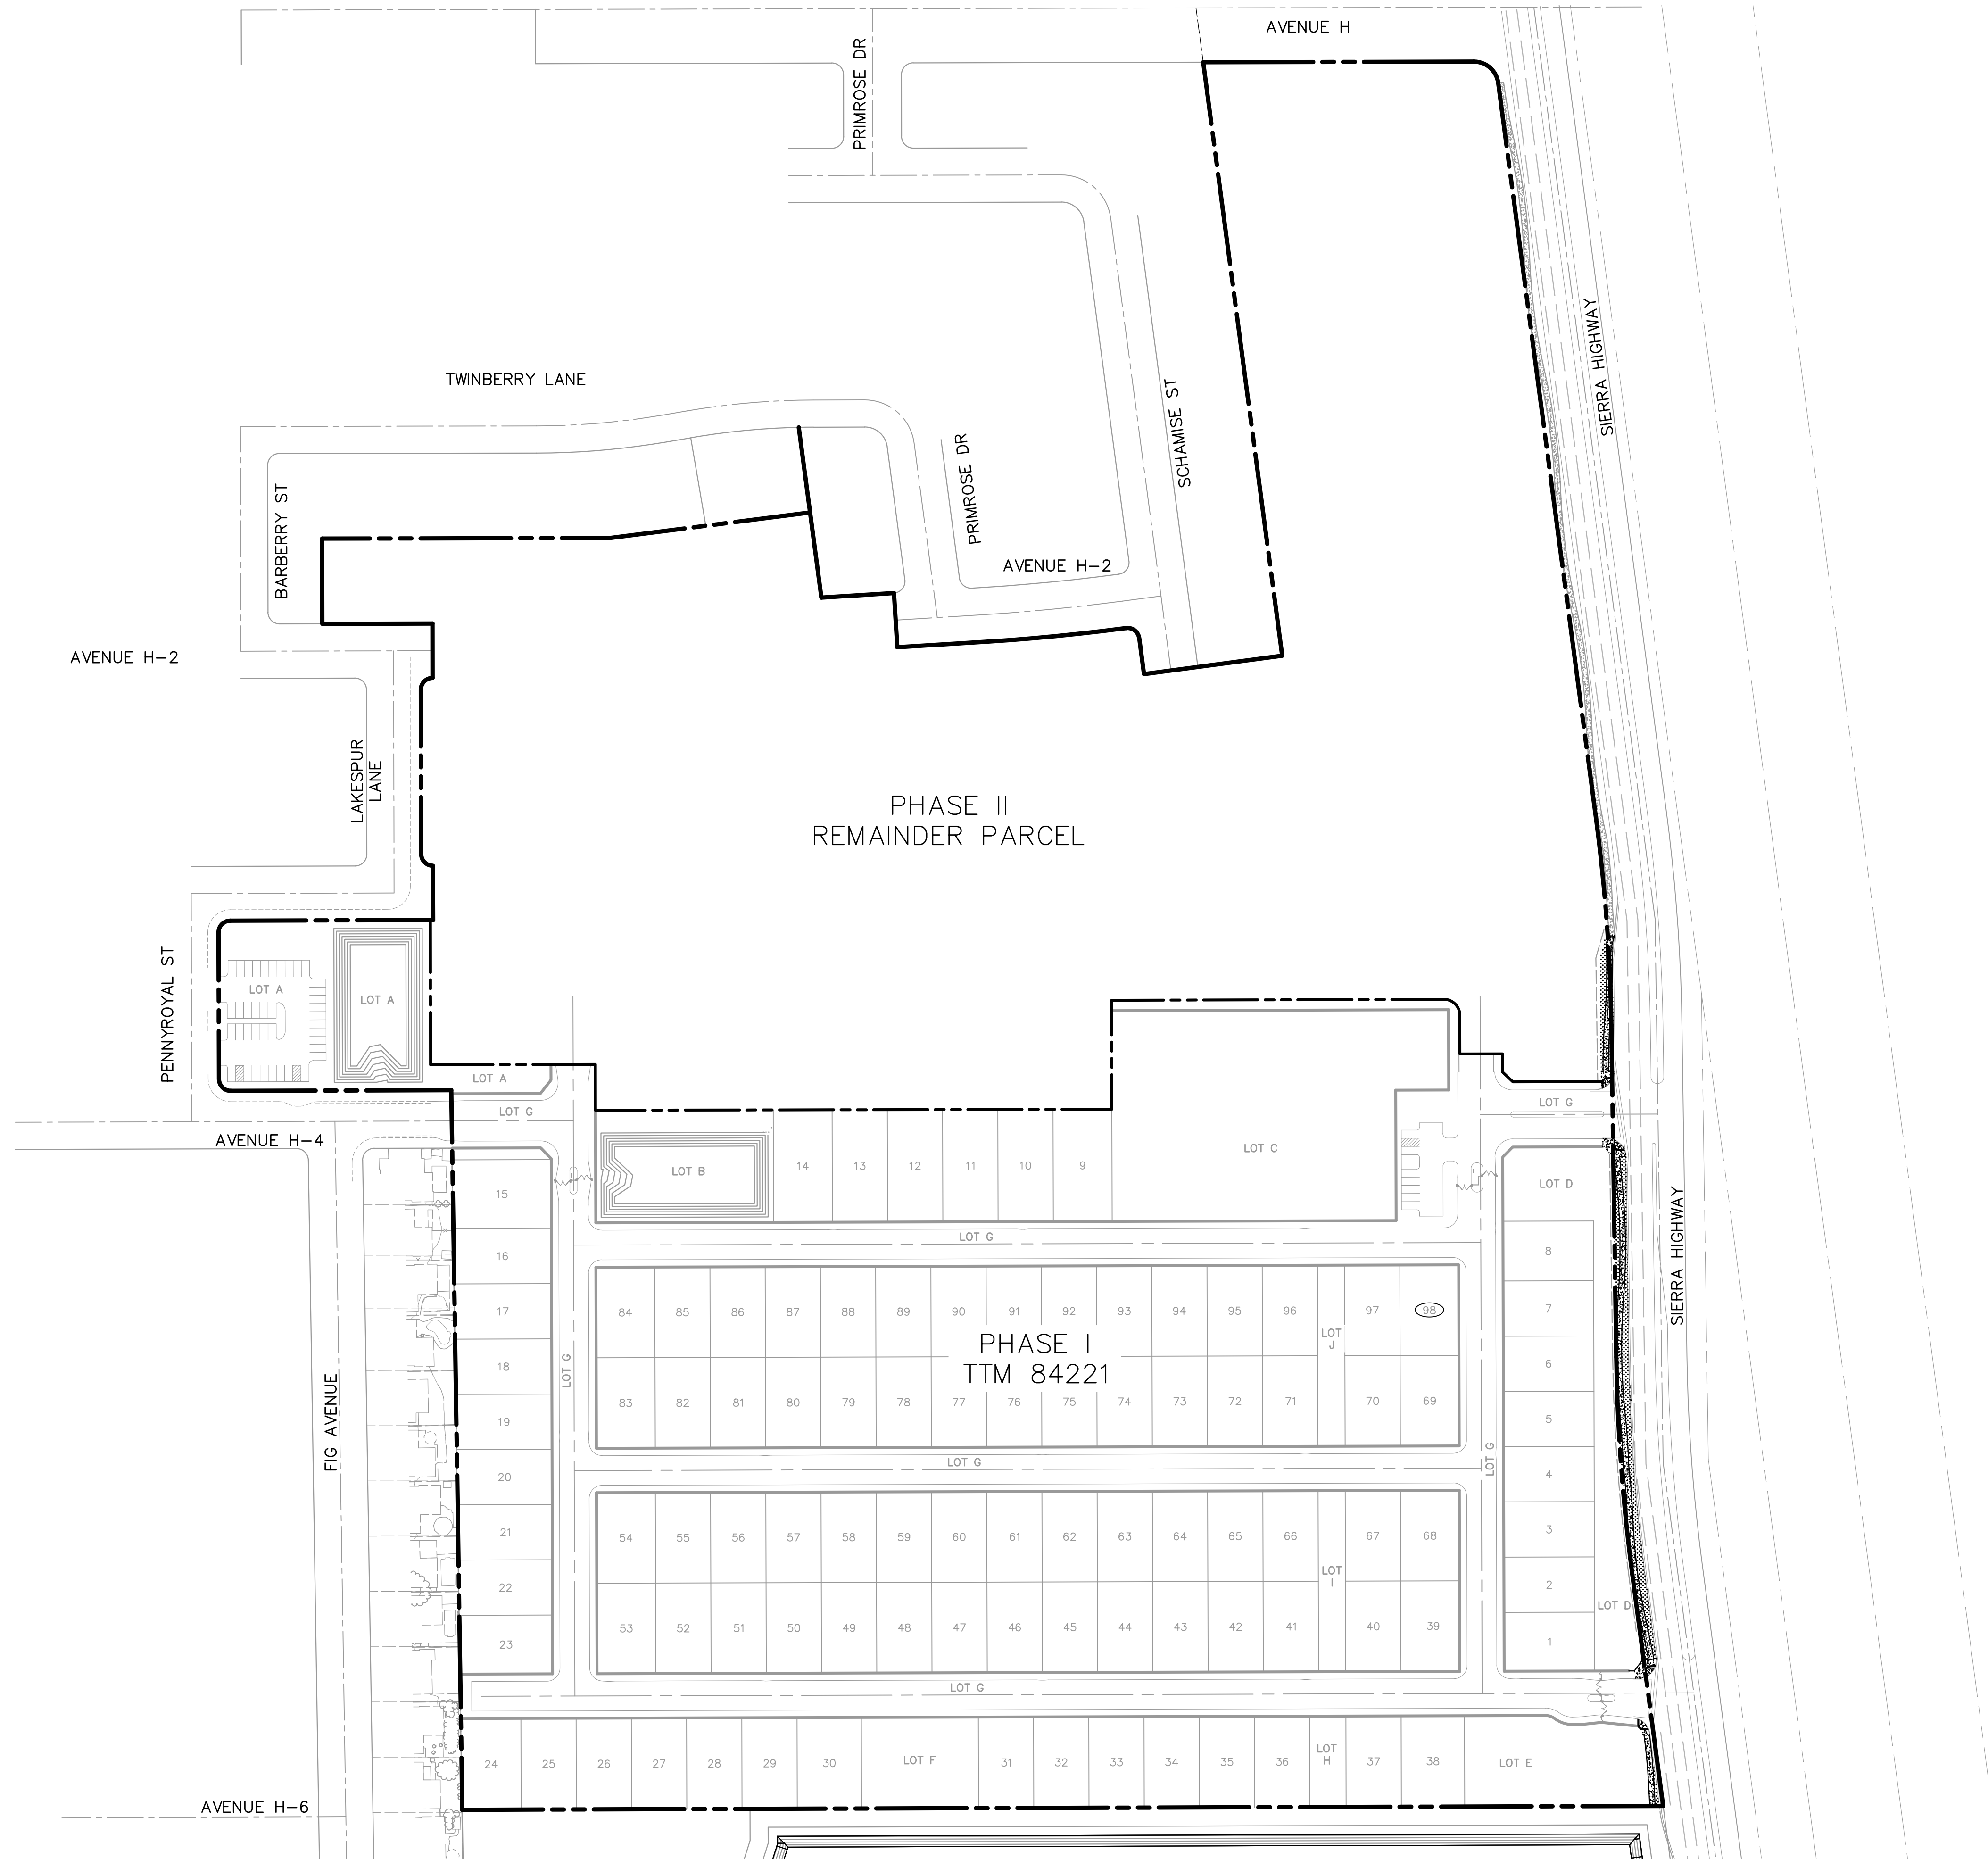 AVENUE H
PRIMROSE DR
SIERRA HIGHWAY
TWINBERRY LANE
SCHAMISE ST
PRIMROSE DR
BARBERRY ST
AVENUE H-2
AVENUE H-2
LAKESPUR
LANE
PHASE II
REMAINDER PARCEL
PENNYROYAL ST
LOT A
LOT A
LOT A
LOT G
LOT G
AVENUE H-4
LOT B
14
13
12
11
10
9
LOT C
LOT D
15
16
17
18
19
20
21
22
23
LOT G
8
7
6
5
4
3
2
1
LOT D
SIERRA HIGHWAY
FIG AVENUE
LOT G
LOT G
84
85
86
87
88
89
90
91
92
93
94
95
96
LOT
J
97
98
PHASE I
TTM 84221
83
82
81
80
79
78
77
76
75
74
73
72
71
70
69
LOT G
54
55
56
57
58
59
60
61
62
63
64
65
66
LOT
I
67
68
53
52
51
50
49
48
47
46
45
44
43
42
41
40
39
LOT G
24
25
26
27
28
29
30
LOT F
31
32
33
34
35
36
LOT
H
37
38
LOT E
AVENUE H-6